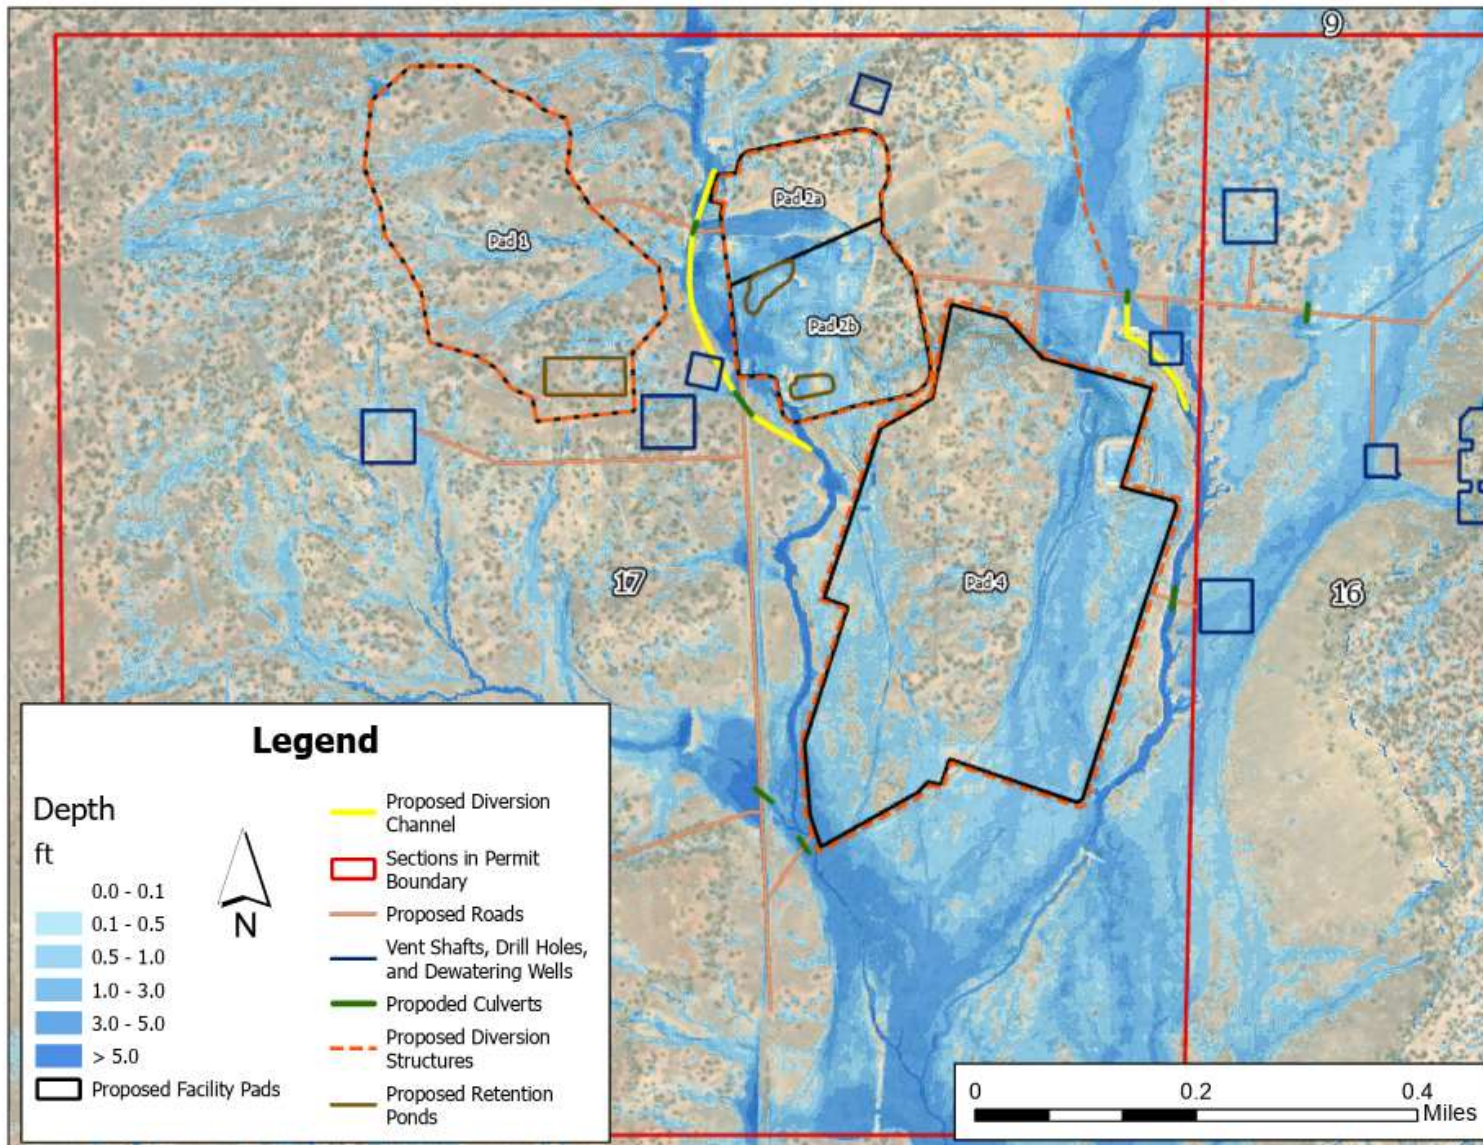 9
Pad 2a
Pad 1
Pad 2b
17
Pad 4
16
Legend
Depth
ft
0.0 - 0.1
0.1 - 0.5
0.5 - 1.0
1.0 - 3.0
3.0 - 5.0
> 5.0
Proposed Facility Pads
N
Proposed Diversion
Channel
Sections in Permit
Boundary
Proposed Roads
Vent Shafts, Drill Holes,
and Dewatering Wells
Propoded Culverts
Proposed Diversion
Structures
Proposed Retention
Ponds
0 0.2 0.4
Miles